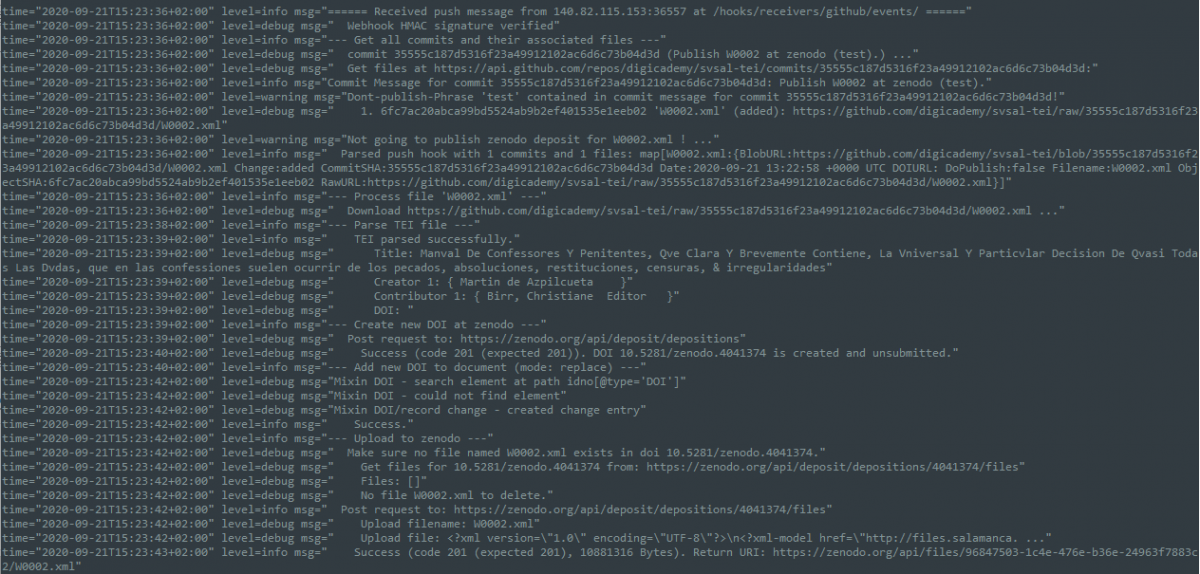 time="2020-09-21T15:23:36+02:00" level=info msg="====== Received push message from 140.82.115.153:36557 at /hooks/receivers/github/events/ ======"
time="2020-09-21T15:23:36+02:00" level=debug msg="  Webhook HMAC signature verified"
time="2020-09-21T15:23:36+02:00" level=info msg="--- Get all commits and their associated files ---"
time="2020-09-21T15:23:36+02:00" level=debug msg="    commit 35555c187d5316f23a49912102ac6d6c73b04d3d (Publish W0002 at zenodo (test).) ..."
time="2020-09-21T15:23:36+02:00" level=debug msg="  Get files at https://api.github.com/repos/digicademy/svsal-tei/commits/35555c187d5316f23a49912102ac6d6c73b04d3d:"
time="2020-09-21T15:23:36+02:00" level=info msg="Commit Message for commit 35555c187d5316f23a49912102ac6d6c73b04d3d: Publish W0002 at zenodo (test)."
time="2020-09-21T15:23:36+02:00" level=warning msg="Dont-publish-Phrase 'test' contained in commit message for commit 35555c187d5316f23a49912102ac6d6c73b04d3d!"
time="2020-09-21T15:23:36+02:00" level=debug msg="    1. 6fc7ac20abca99bd5524ab9b2ef401535e1eeb02 'W0002.xml' (added): https://github.com/digicademy/svsal-tei/raw/35555c187d5316f23
a49912102ac6d6c73b04d3d/W0002.xml"
time="2020-09-21T15:23:36+02:00" level=warning msg="Not going to publish zenodo deposit for W0002.xml ! ..."
time="2020-09-21T15:23:36+02:00" level=info msg="  Parsed push hook with 1 commits and 1 files: map[W0002.xml:{BlobURL:https://github.com/digicademy/svsal-tei/blob/35555c187d5316f2
3a49912102ac6d6c73b04d3d/W0002.xml Change:added CommitSHA:35555c187d5316f23a49912102ac6d6c73b04d3d Date:2020-09-21 13:22:58 +0000 UTC DOIURL: DoPublish:false Filename:W0002.xml Obj
ectSHA:6fc7ac20abca99bd5524ab9b2ef401535e1eeb02 RawURL:https://github.com/digicademy/svsal-tei/raw/35555c187d5316f23a49912102ac6d6c73b04d3d/W0002.xml}]"
time="2020-09-21T15:23:36+02:00" level=info msg="--- Process file 'W0002.xml' ---"
time="2020-09-21T15:23:36+02:00" level=debug msg="  Download https://github.com/digicademy/svsal-tei/raw/35555c187d5316f23a49912102ac6d6c73b04d3d/W0002.xml ..."
time="2020-09-21T15:23:38+02:00" level=info msg="--- Parse TEI file ---"
time="2020-09-21T15:23:39+02:00" level=debug msg="    TEI parsed successfully."
time="2020-09-21T15:23:39+02:00" level=debug msg="       Title: Manval De Confessores Y Penitentes, Qve Clara Y Brevemente Contiene, La Vniversal Y Particvlar Decision De Qvasi Toda
s Las Dvdas, que en las confessiones suelen ocurrir de los pecados, absoluciones, restituciones, censuras, & irregularidades"
time="2020-09-21T15:23:39+02:00" level=debug msg="       Creator 1: { Martin de Azpilcueta    }"
time="2020-09-21T15:23:39+02:00" level=debug msg="       Contributor 1: { Birr, Christiane  Editor   }"
time="2020-09-21T15:23:39+02:00" level=debug msg="       DOI: "
time="2020-09-21T15:23:39+02:00" level=info msg="--- Create new DOI at zenodo ---"
time="2020-09-21T15:23:39+02:00" level=debug msg="  Post request to: https://zenodo.org/api/deposit/depositions"
time="2020-09-21T15:23:40+02:00" level=debug msg="    Success (code 201 (expected 201)). DOI 10.5281/zenodo.4041374 is created and unsubmitted."
time="2020-09-21T15:23:40+02:00" level=info msg="--- Add new DOI to document (mode: replace) ---"
time="2020-09-21T15:23:42+02:00" level=debug msg="Mixin DOI - search element at path idno[@type='DOI']"
time="2020-09-21T15:23:42+02:00" level=debug msg="Mixin DOI - could not find element"
time="2020-09-21T15:23:42+02:00" level=debug msg="Mixin DOI/record change - created change entry"
time="2020-09-21T15:23:42+02:00" level=debug msg="    Success."
time="2020-09-21T15:23:42+02:00" level=info msg="--- Upload to zenodo ---"
time="2020-09-21T15:23:42+02:00" level=debug msg="  Make sure no file named W0002.xml exists in doi 10.5281/zenodo.4041374."
time="2020-09-21T15:23:42+02:00" level=debug msg="    Get files for 10.5281/zenodo.4041374 from: https://zenodo.org/api/deposit/depositions/4041374/files"
time="2020-09-21T15:23:42+02:00" level=debug msg="    Files: []"
time="2020-09-21T15:23:42+02:00" level=debug msg="    No file W0002.xml to delete."
time="2020-09-21T15:23:42+02:00" level=info msg="  Post request to: https://zenodo.org/api/deposit/depositions/4041374/files"
time="2020-09-21T15:23:42+02:00" level=debug msg="    Upload filename: W0002.xml"
time="2020-09-21T15:23:42+02:00" level=debug msg="    Upload file: <?xml version=\"1.0\" encoding=\"UTF-8\"?>\n<?xml-model href=\"http://files.salamanca. ..."
time="2020-09-21T15:23:43+02:00" level=info msg="    Success (code 201 (expected 201), 10881316 Bytes). Return URI: https://zenodo.org/api/files/96847503-1c4e-476e-b36e-24963f7883c
2/W0002.xml"